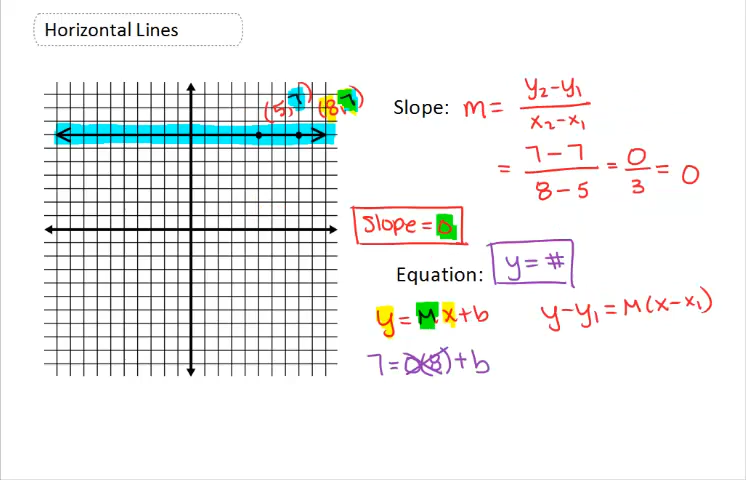 Horizontal Lines
(5,7) (8,7)
Slope: m = y₂-y₁ / x₂-x₁
= 7-7 / 8-5 = 0/3 = 0
Slope = 0
Equation: y = #
y = Mx+b y-y₁ = M(x-x₁)
7 = 0(8)+b